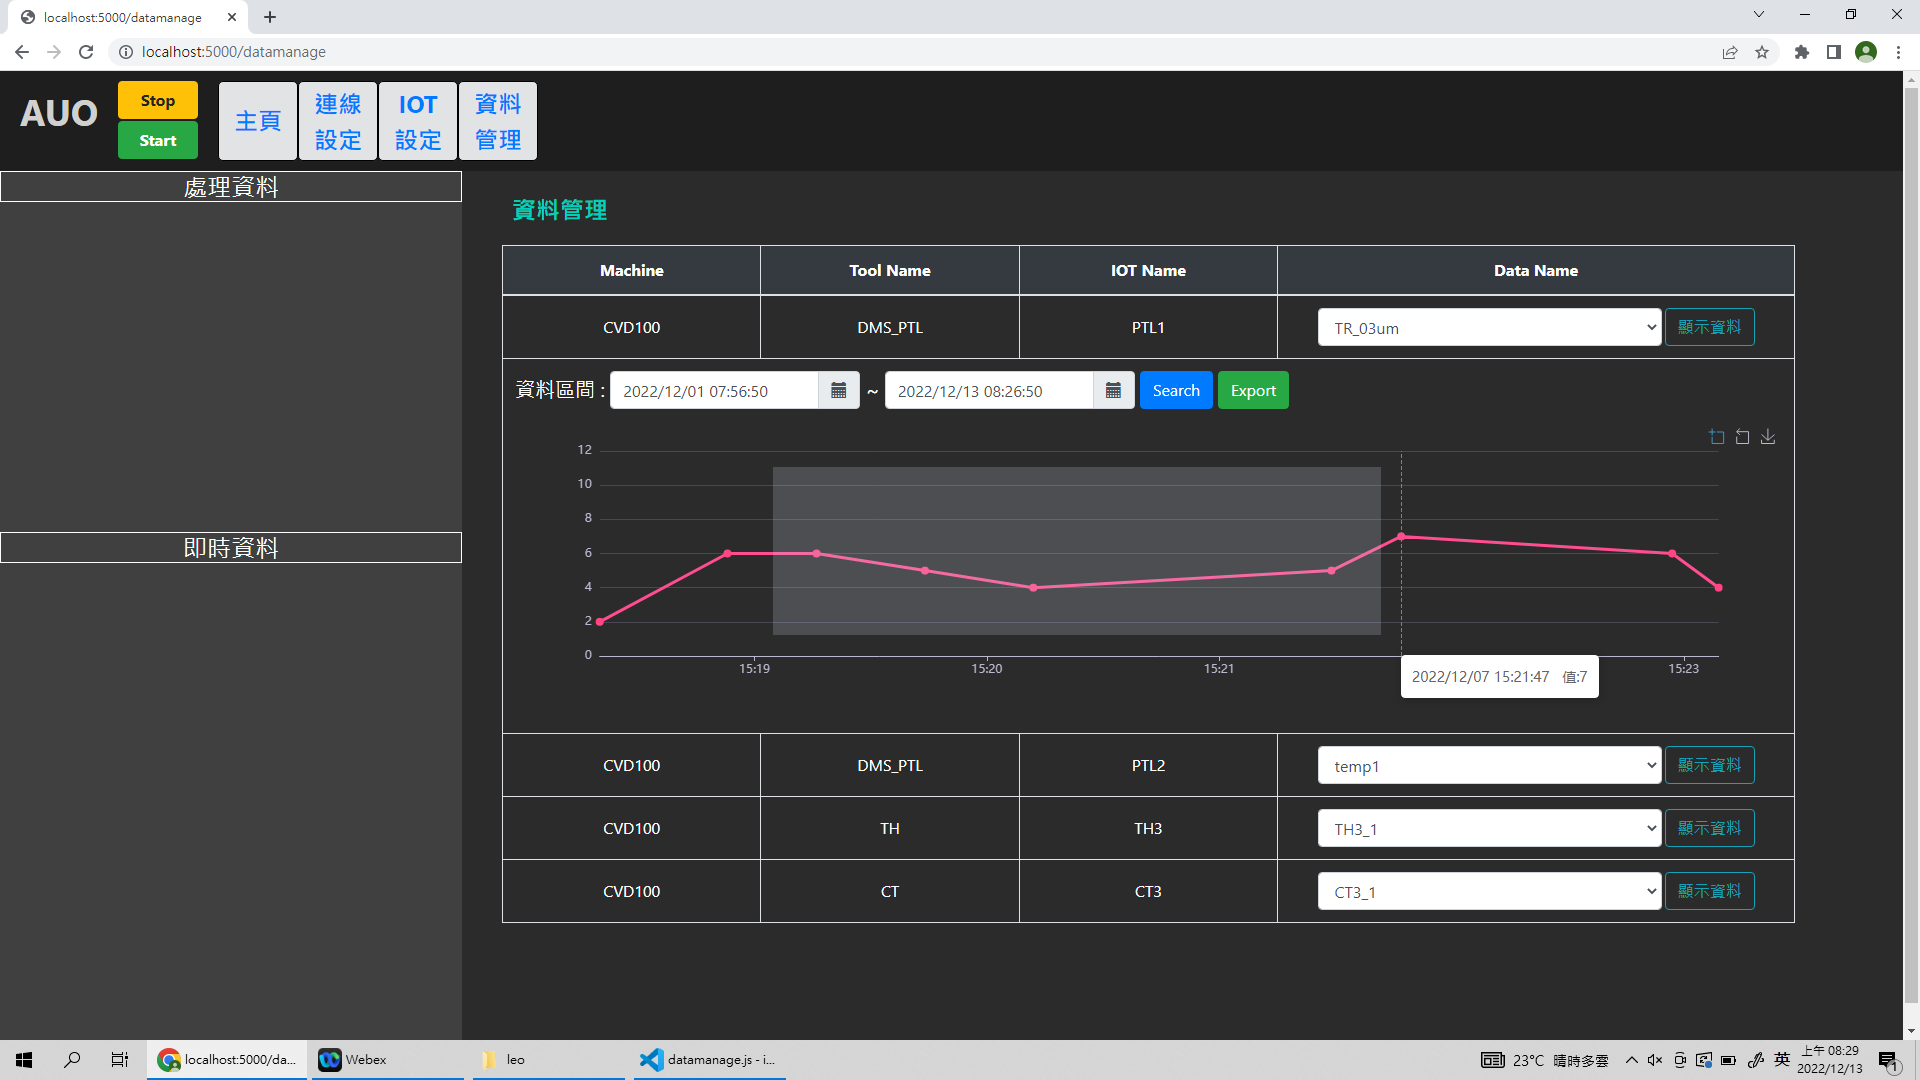 localhost:5000/datamanage
localhost:5000/datamanage
AUO
Stop
Start
主頁
連線
設定
IOT
設定
資料
管理
處理資料
即時資料
資料管理
Machine Tool Name IOT Name Data Name
CVD100 DMS_PTL PTL1 TR_03um 顯示資料
資料區間 : 2022/12/01 07:56:50 ~ 2022/12/13 08:26:50 Search Export
12
10
8
6
4
2
0
15:19 15:20 15:21 15:23
2022/12/07 15:21:47 值:7
CVD100 DMS_PTL PTL2 temp1 顯示資料
CVD100 TH TH3 TH3_1 顯示資料
CVD100 CT CT3 CT3_1 顯示資料
localhost:5000/da...
Webex
leo
datamanage.js - i...
23°C 晴時多雲
英
上午 08:29
2022/12/13
1